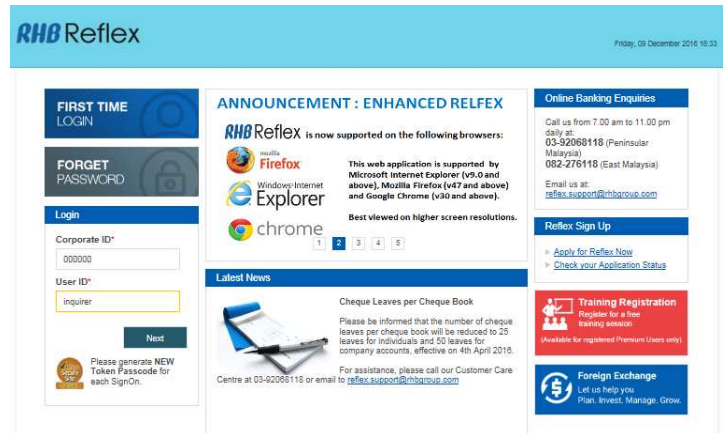 RHB Reflex
Friday, 09 December 2016 16:33
FIRST TIME
LOGIN
FORGET
PASSWORD
Login
Corporate ID*
000000
User ID*
inquirer
Next
Please generate NEW
Token Passcode for
each SignOn.
ANNOUNCEMENT : ENHANCED RELFEX
RHB Reflex is now supported on the following browsers:
mozilla
Firefox
Windows Internet
Explorer
chrome
This web application is supported by
Microsoft Internet Explorer (v9.0 and
above), Mozilla Firefox (v47 and above)
and Google Chrome (v30 and above).
Best viewed on higher screen resolutions.
1 2 3 4 5
Latest News
Cheque Leaves per Cheque Book
Please be informed that the number of cheque
leaves per cheque book will be reduced to 25
leaves for individuals and 50 leaves for
company accounts, effective on 4th April 2016.
For assistance, please call our Customer Care
Centre at 03-92068118 or email to reflex.support@rhbgroup.com
Online Banking Enquiries
Call us from 7.00 am to 11.00 pm
daily at:
03-92068118 (Peninsular
Malaysia)
082-276118 (East Malaysia)
Email us at:
reflex.support@rhbgroup.com
Reflex Sign Up
Apply for Reflex Now
Check your Application Status
Training Registration
Register for a free
training session
(Available for registered Premium Users only)
Foreign Exchange
Let us help you
Plan. Invest. Manage. Grow.